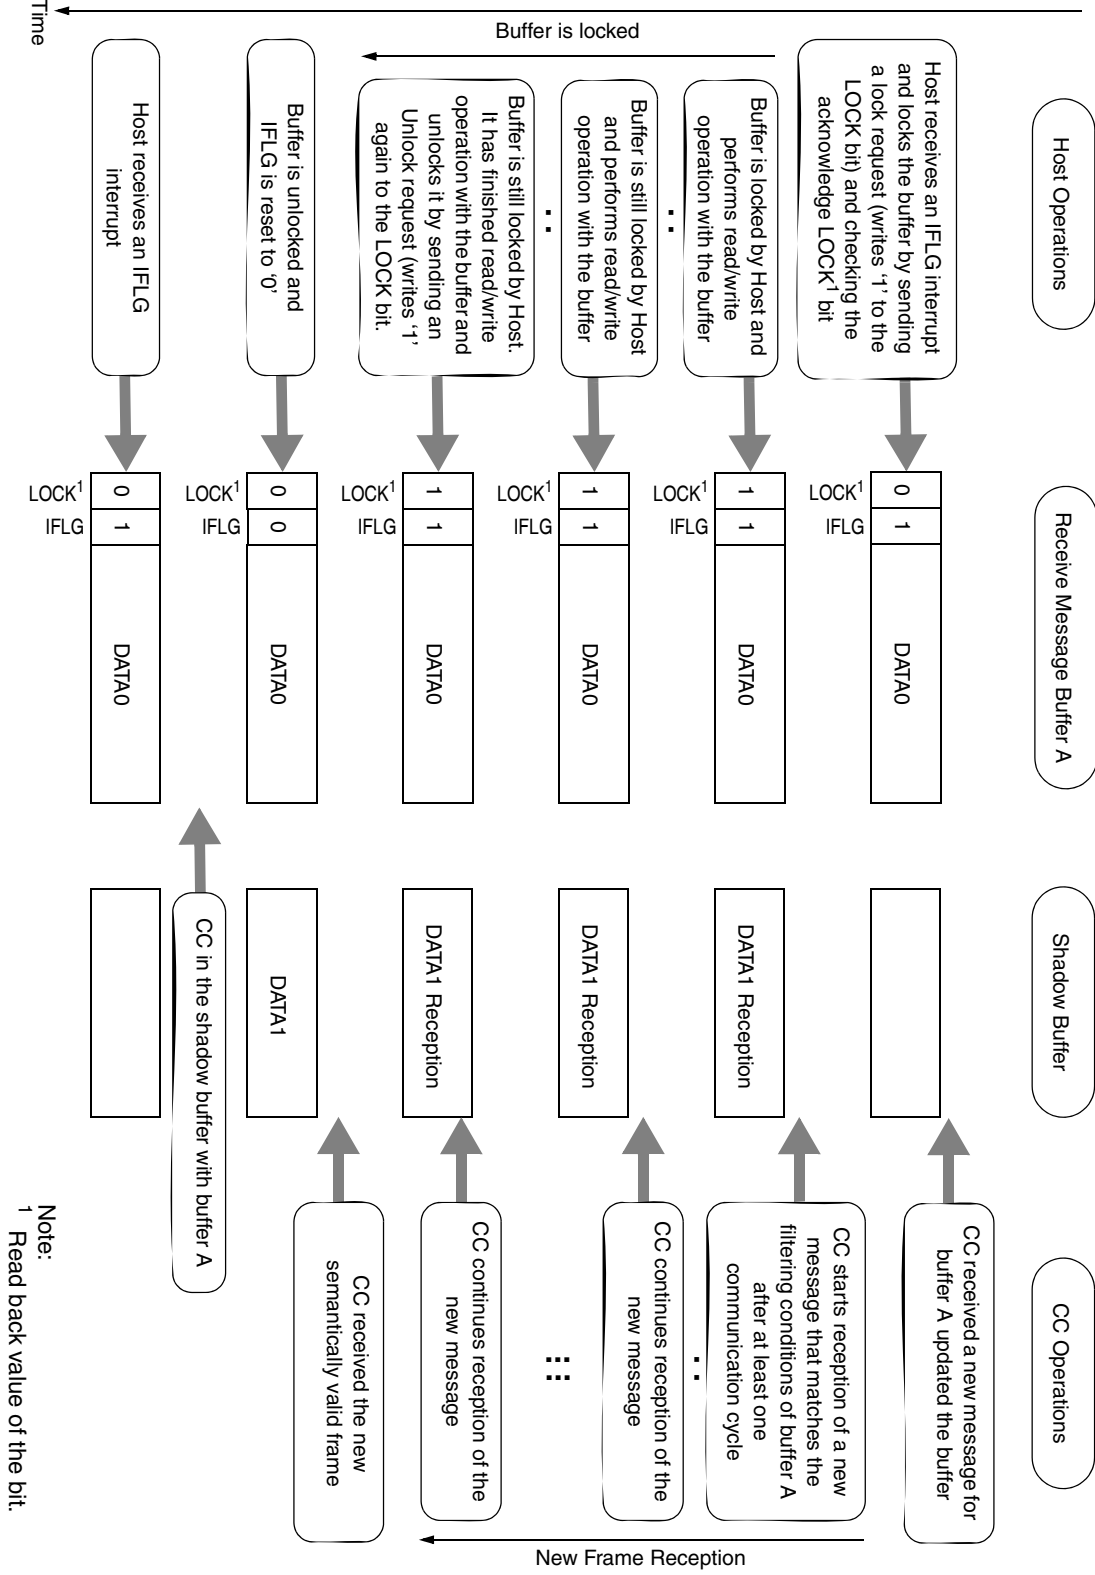 Host Operations
Receive Message Buffer A
Shadow Buffer
CC Operations
Host receives an IFLG interrupt
and locks the buffer by sending
a lock request (writes ‘1’ to the
LOCK bit) and checking the
acknowledge LOCK1 bit
LOCK1
IFLG
0
1
DATA0
CC received a new message for
buffer A updated the buffer
Buffer is locked by Host and
performs read/write
operation with the buffer
LOCK1
IFLG
1
1
DATA0
DATA1 Reception
CC starts reception of a new
message that matches the
filtering conditions of buffer A
after at least one
communication cycle
Buffer is still locked by Host
and performs read/write
operation with the buffer
LOCK1
IFLG
1
1
DATA0
DATA1 Reception
CC continues reception of the
new message
Buffer is still locked by Host.
It has finished read/write
operation with the buffer and
unlocks it by sending an
Unlock request (writes ‘1’
again to the LOCK bit.
LOCK1
IFLG
1
1
DATA0
DATA1 Reception
CC continues reception of the
new message
Buffer is unlocked and
IFLG is reset to ‘0’
LOCK1
IFLG
0
0
DATA0
DATA1
CC received the new
semantically valid frame
CC in the shadow buffer with buffer A
Host receives an IFLG
interrupt
LOCK1
IFLG
0
1
DATA0
Buffer is locked
New Frame Reception
Time
Note:
1 Read back value of the bit.